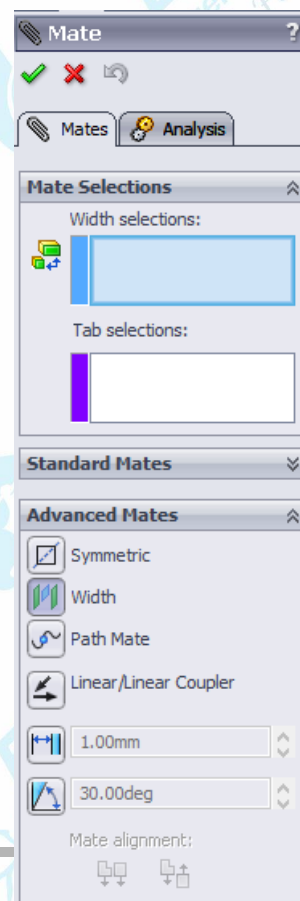 Mate ?
Mates Analysis
Mate Selections
Width selections:
Tab selections:
Standard Mates
Advanced Mates
Symmetric
Width
Path Mate
Linear/Linear Coupler
1.00mm
30.00deg
Mate alignment: